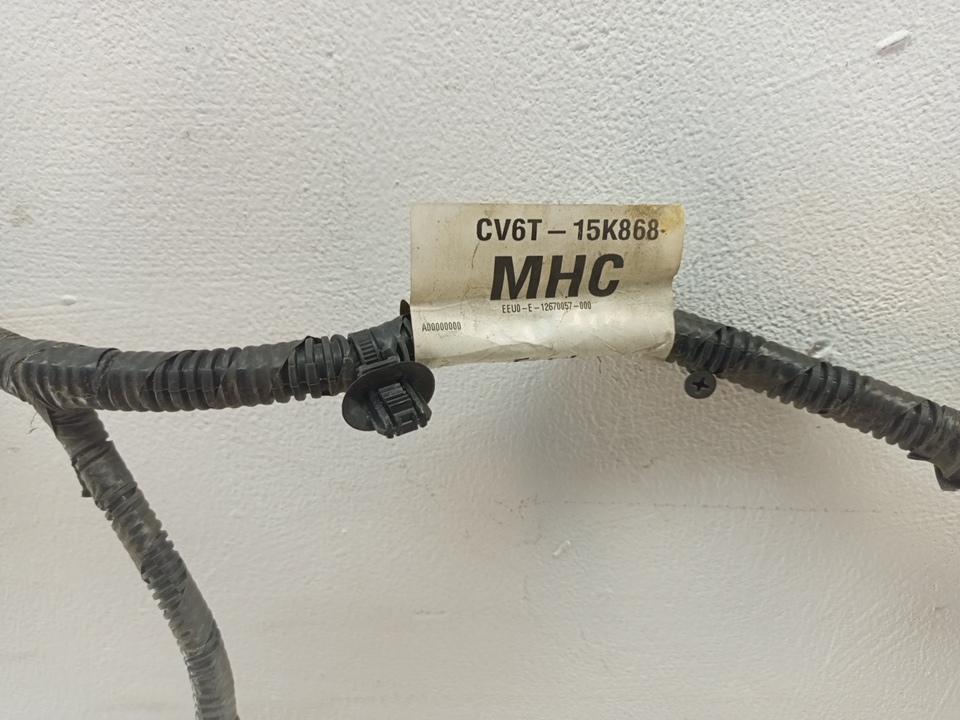 CV6T – 15K868-
MHC
EEU0-E-12670057-000
A00000000